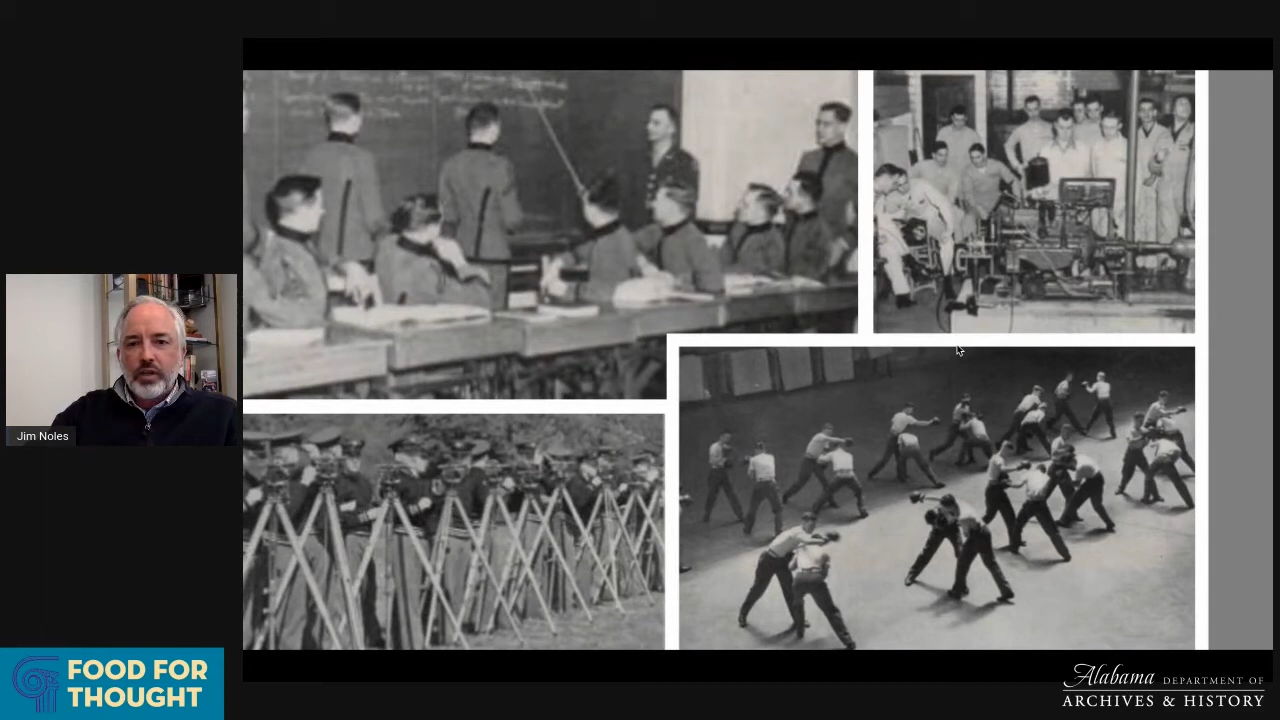 Jim Noles
FOOD FOR
THOUGHT
Alabama DEPARTMENT OF
ARCHIVES & HISTORY